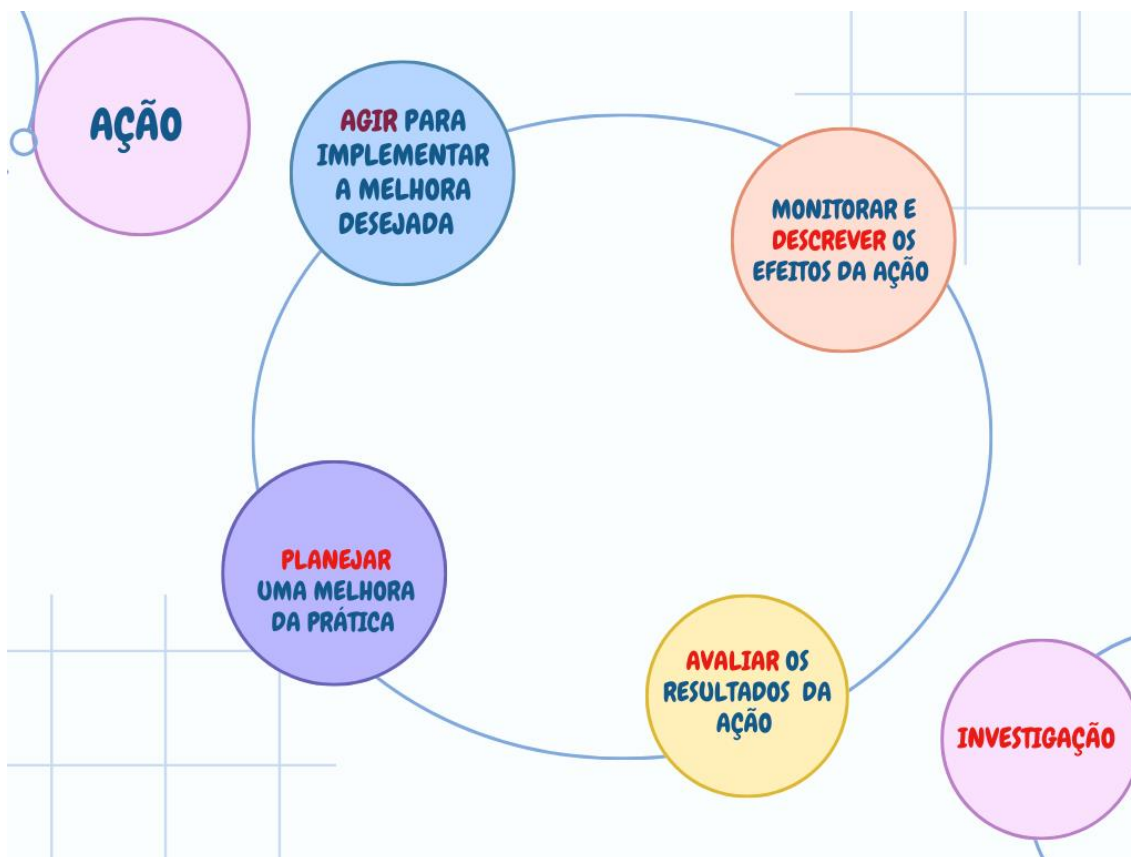 AÇÃO
AGIR PARA
IMPLEMENTAR
A MELHORA
DESEJADA
MONITORAR E
DESCREVER OS
EFEITOS DA AÇÃO
PLANEJAR
UMA MELHORA
DA PRÁTICA
AVALIAR OS
RESULTADOS DA
AÇÃO
INVESTIGAÇÃO